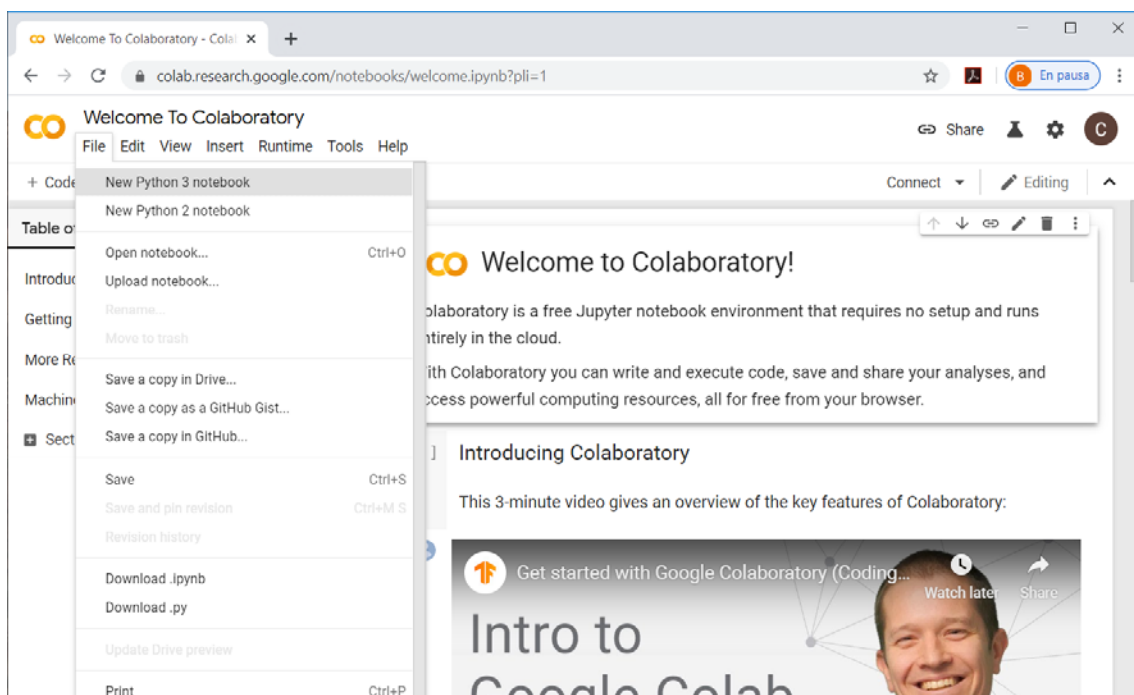 Welcome To Colaboratory - Cola
colab.research.google.com/notebooks/welcome.ipynb?pli=1
B En pausa
CO Welcome To Colaboratory
Share
C
File Edit View Insert Runtime Tools Help
+ Code
Connect
Editing
New Python 3 notebook
New Python 2 notebook
Open notebook... Ctrl+O
Upload notebook...
Rename...
Move to trash
Save a copy in Drive...
Save a copy as a GitHub Gist...
Save a copy in GitHub...
Save Ctrl+S
Save and pin revision Ctrl+M S
Revision history
Download .ipynb
Download .py
Update Drive preview
Print Ctrl+P
Table o
Introduc
Getting
More Re
Machin
Sect
CO Welcome to Colaboratory!
olaboratory is a free Jupyter notebook environment that requires no setup and runs
ntirely in the cloud.
ith Colaboratory you can write and execute code, save and share your analyses, and
ccess powerful computing resources, all for free from your browser.
]
Introducing Colaboratory
This 3-minute video gives an overview of the key features of Colaboratory:
Get started with Google Colaboratory (Coding...
Watch later
Share
Intro to
Google Colab